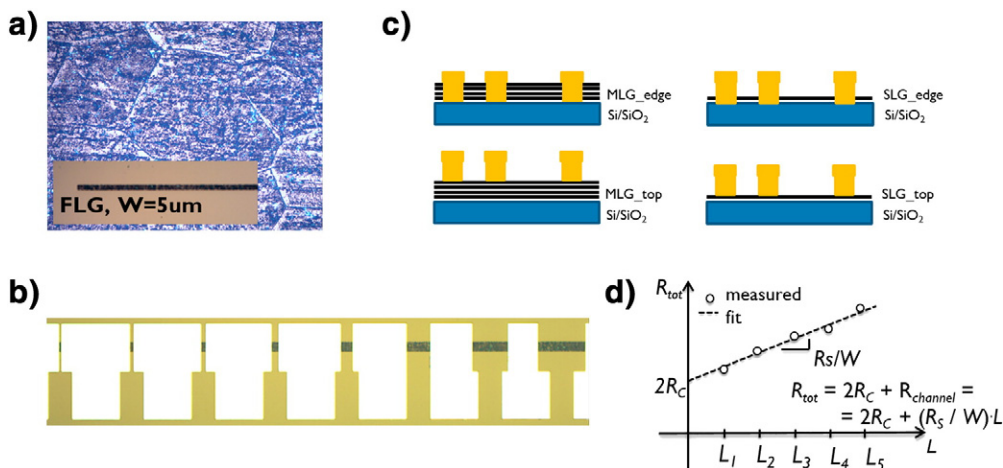 a)
FLG, W=5um
b)
c)
MLG_edge
Si/SiO₂
SLG_edge
Si/SiO₂
MLG_top
Si/SiO₂
SLG_top
Si/SiO₂
d)
Rtot
measured
fit
RS/W
2RC
Rtot = 2RC + Rchannel =
= 2RC + (RS / W)·L
L1 L2 L3 L4 L5
L